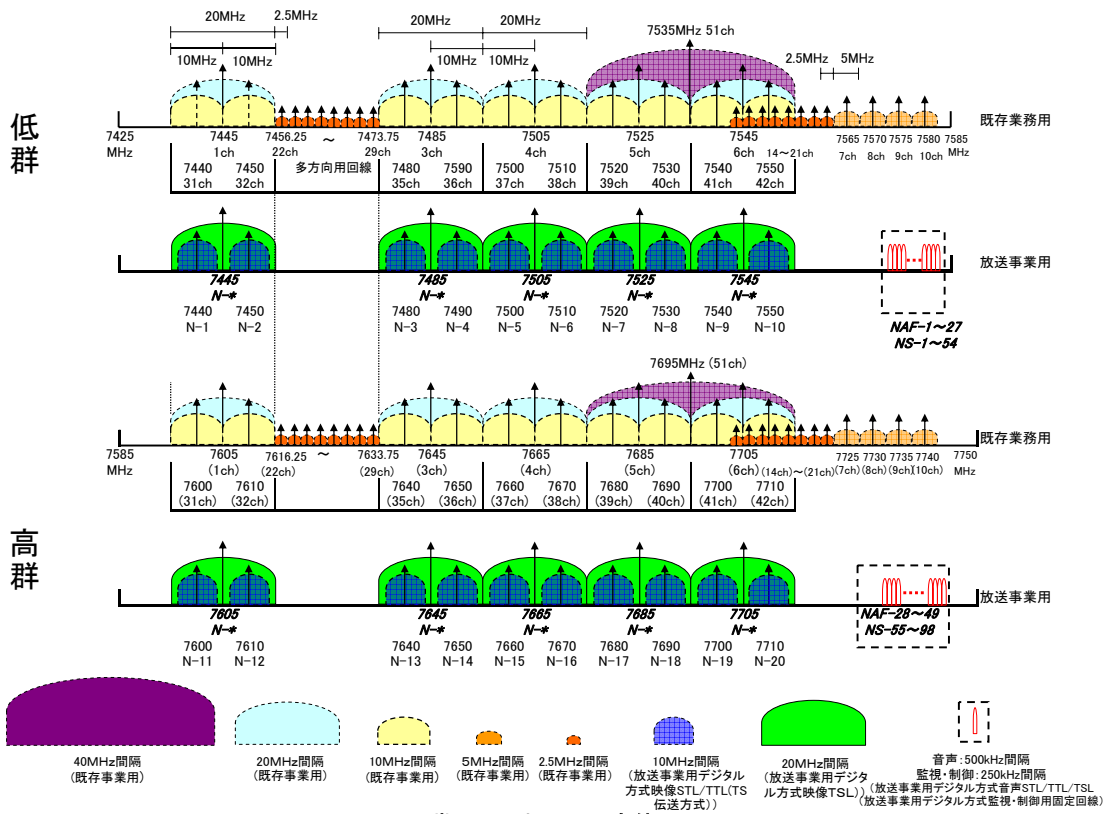 20MHz
2.5MHz
20MHz
20MHz
10MHz
10MHz
10MHz
10MHz
7535MHz 51ch
2.5MHz
5MHz
低群
7425
MHz
7445
1ch
7456.25
22ch
～
7473.75
29ch
7485
3ch
7505
4ch
7525
5ch
7545
6ch
14～21ch
7565
7ch
7570
8ch
7575
9ch
7580
10ch
7585
MHz
既存業務用
7440
31ch
7450
32ch
多方向用回線
7480
35ch
7590
36ch
7500
37ch
7510
38ch
7520
39ch
7530
40ch
7540
41ch
7550
42ch
放送事業用
7445
N-*
7485
N-*
7505
N-*
7525
N-*
7545
N-*
7440
N-1
7450
N-2
7480
N-3
7490
N-4
7500
N-5
7510
N-6
7520
N-7
7530
N-8
7540
N-9
7550
N-10
NAF-1～27
NS-1～54
7695MHz (51ch)
高群
7585
MHz
7605
(1ch)
7616.25
(22ch)
～
7633.75
(29ch)
7645
(3ch)
7665
(4ch)
7685
(5ch)
7705
(6ch)
(14ch)～(21ch)
7725
(7ch)
7730
(8ch)
7735
(9ch)
7740
(10ch)
7750
MHz
既存業務用
7600
(31ch)
7610
(32ch)
7640
(35ch)
7650
(36ch)
7660
(37ch)
7670
(38ch)
7680
(39ch)
7690
(40ch)
7700
(41ch)
7710
(42ch)
放送事業用
7605
N-*
7645
N-*
7665
N-*
7685
N-*
7705
N-*
7600
N-11
7610
N-12
7640
N-13
7650
N-14
7660
N-15
7670
N-16
7680
N-17
7690
N-18
7700
N-19
7710
N-20
NAF-28～49
NS-55～98
40MHz間隔
(既存事業用)
20MHz間隔
(既存事業用)
10MHz間隔
(既存事業用)
5MHz間隔
(既存事業用)
2.5MHz間隔
(既存事業用)
10MHz間隔
(放送事業用デジタル
方式映像STL/TTL(TS
伝送方式))
20MHz間隔
(放送事業用デジタ
ル方式映像TSL))
音声：500kHz間隔
監視・制御：250kHz間隔
(放送事業用デジタル方式音声STL/TTL/TSL
(放送事業用デジタル方式監視・制御用固定回線)